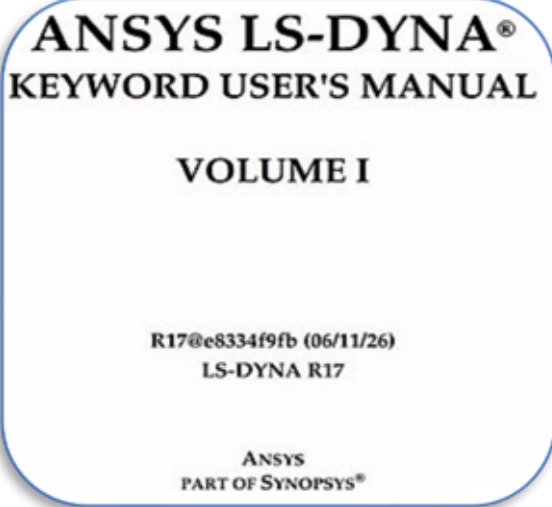 ANSYS LS-DYNA®
KEYWORD USER'S MANUAL
VOLUME I
R17@e8334f9fb (06/11/26)
LS-DYNA R17
ANSYS
PART OF SYNOPSYS®